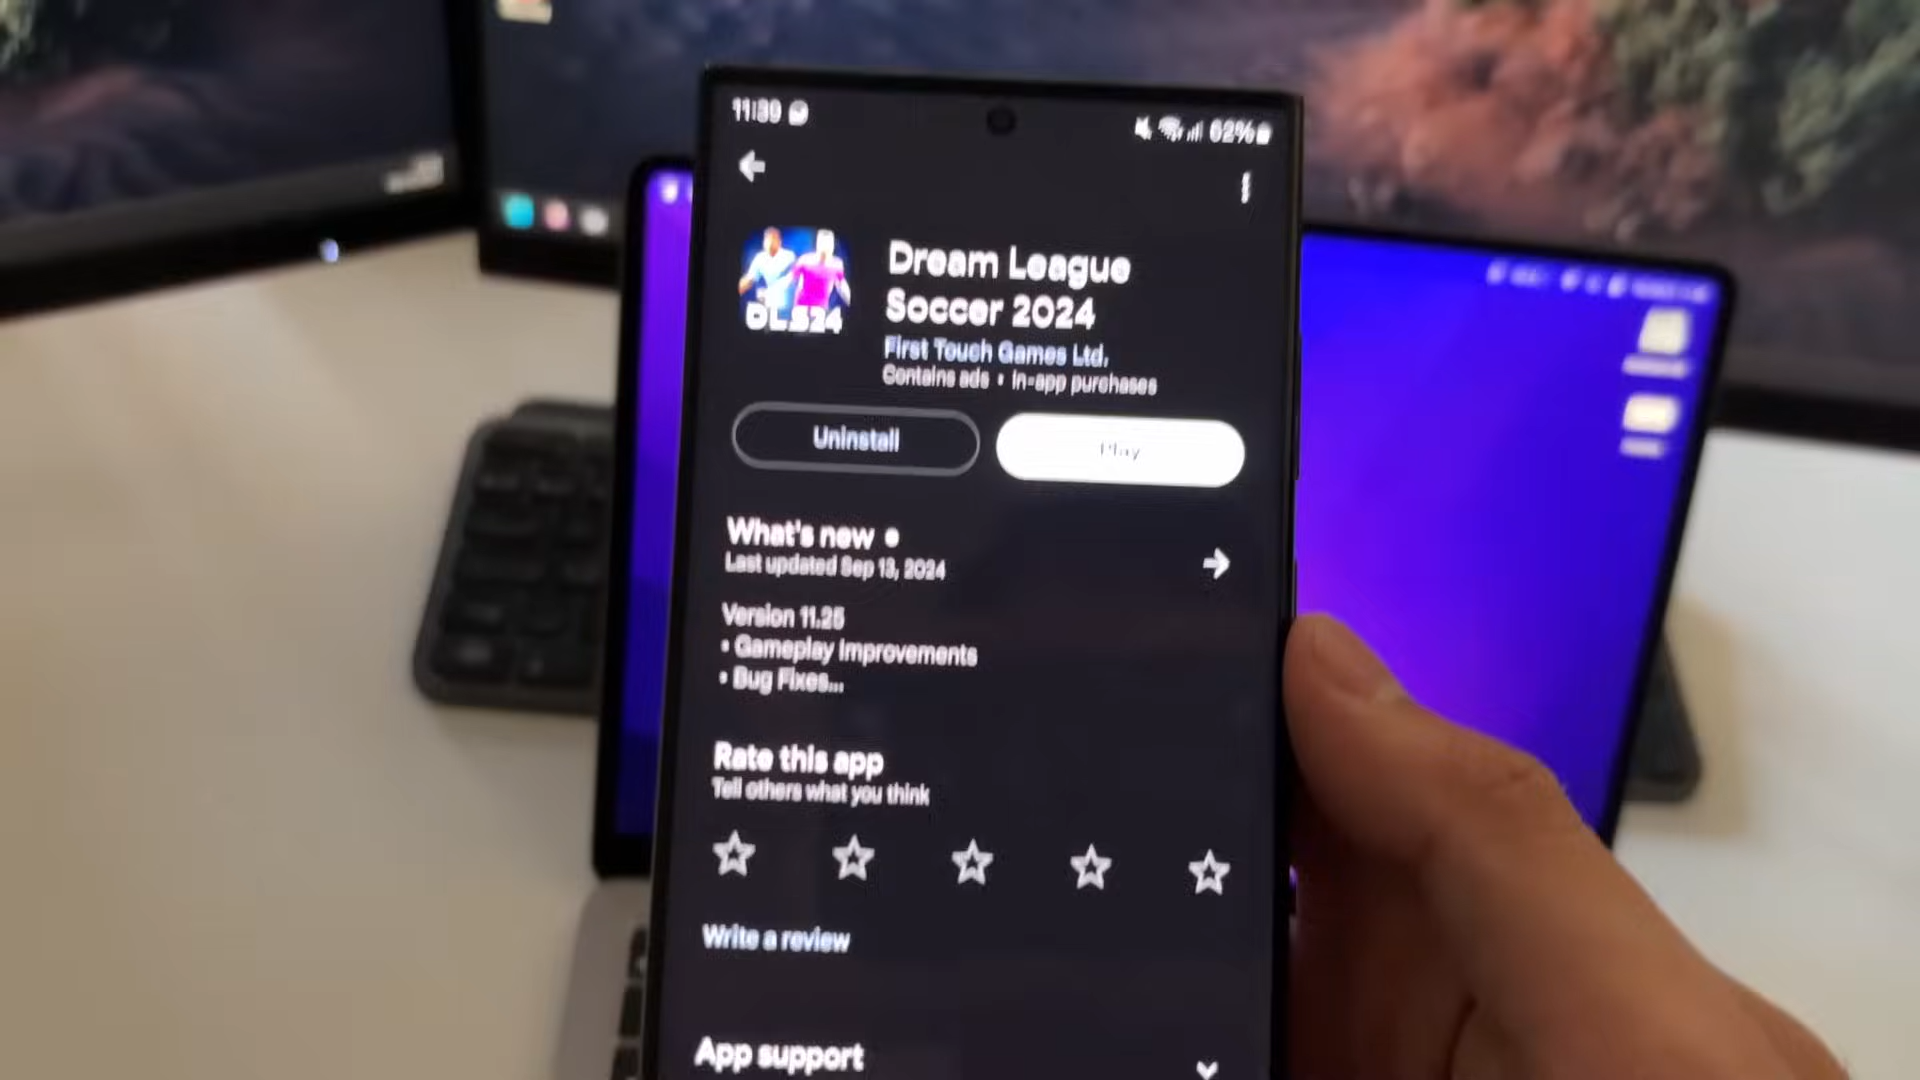 11:39
62%
DLS24
Dream League
Soccer 2024
First Touch Games Ltd.
Contains ads • In-app purchases
Uninstall
Play
What's new •
Last updated Sep 13, 2024
Version 11.25
• Gameplay Improvements
• Bug Fixes...
Rate this app
Tell others what you think
Write a review
App support